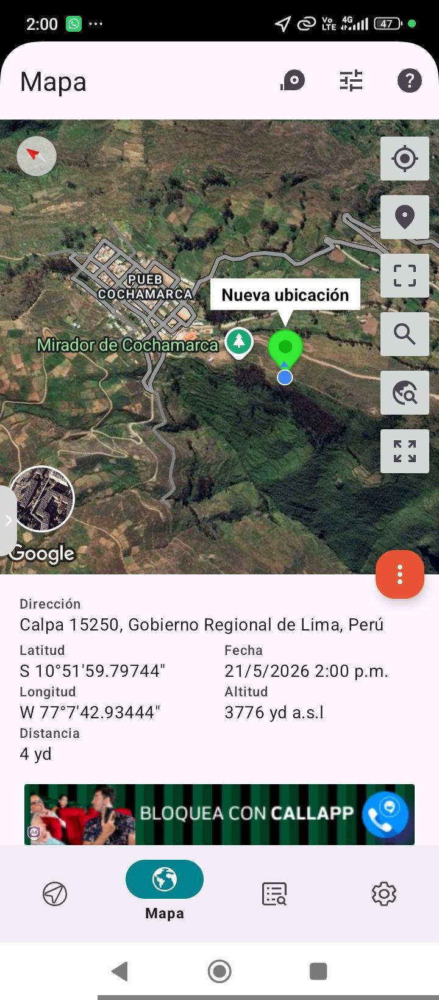 2:00
Vo LTE
4G
47
Mapa
PUEB
COCHAMARCA
Nueva ubicación
Mirador de Cochamarca
Google
Dirección
Calpa 15250, Gobierno Regional de Lima, Perú
Latitud
S 10°51'59.79744"
Fecha
21/5/2026 2:00 p.m.
Longitud
W 77°7'42.93444"
Altitud
3776 yd a.s.l
Distancia
4 yd
BLOQUEA CON CALLAPP
Ad
Mapa